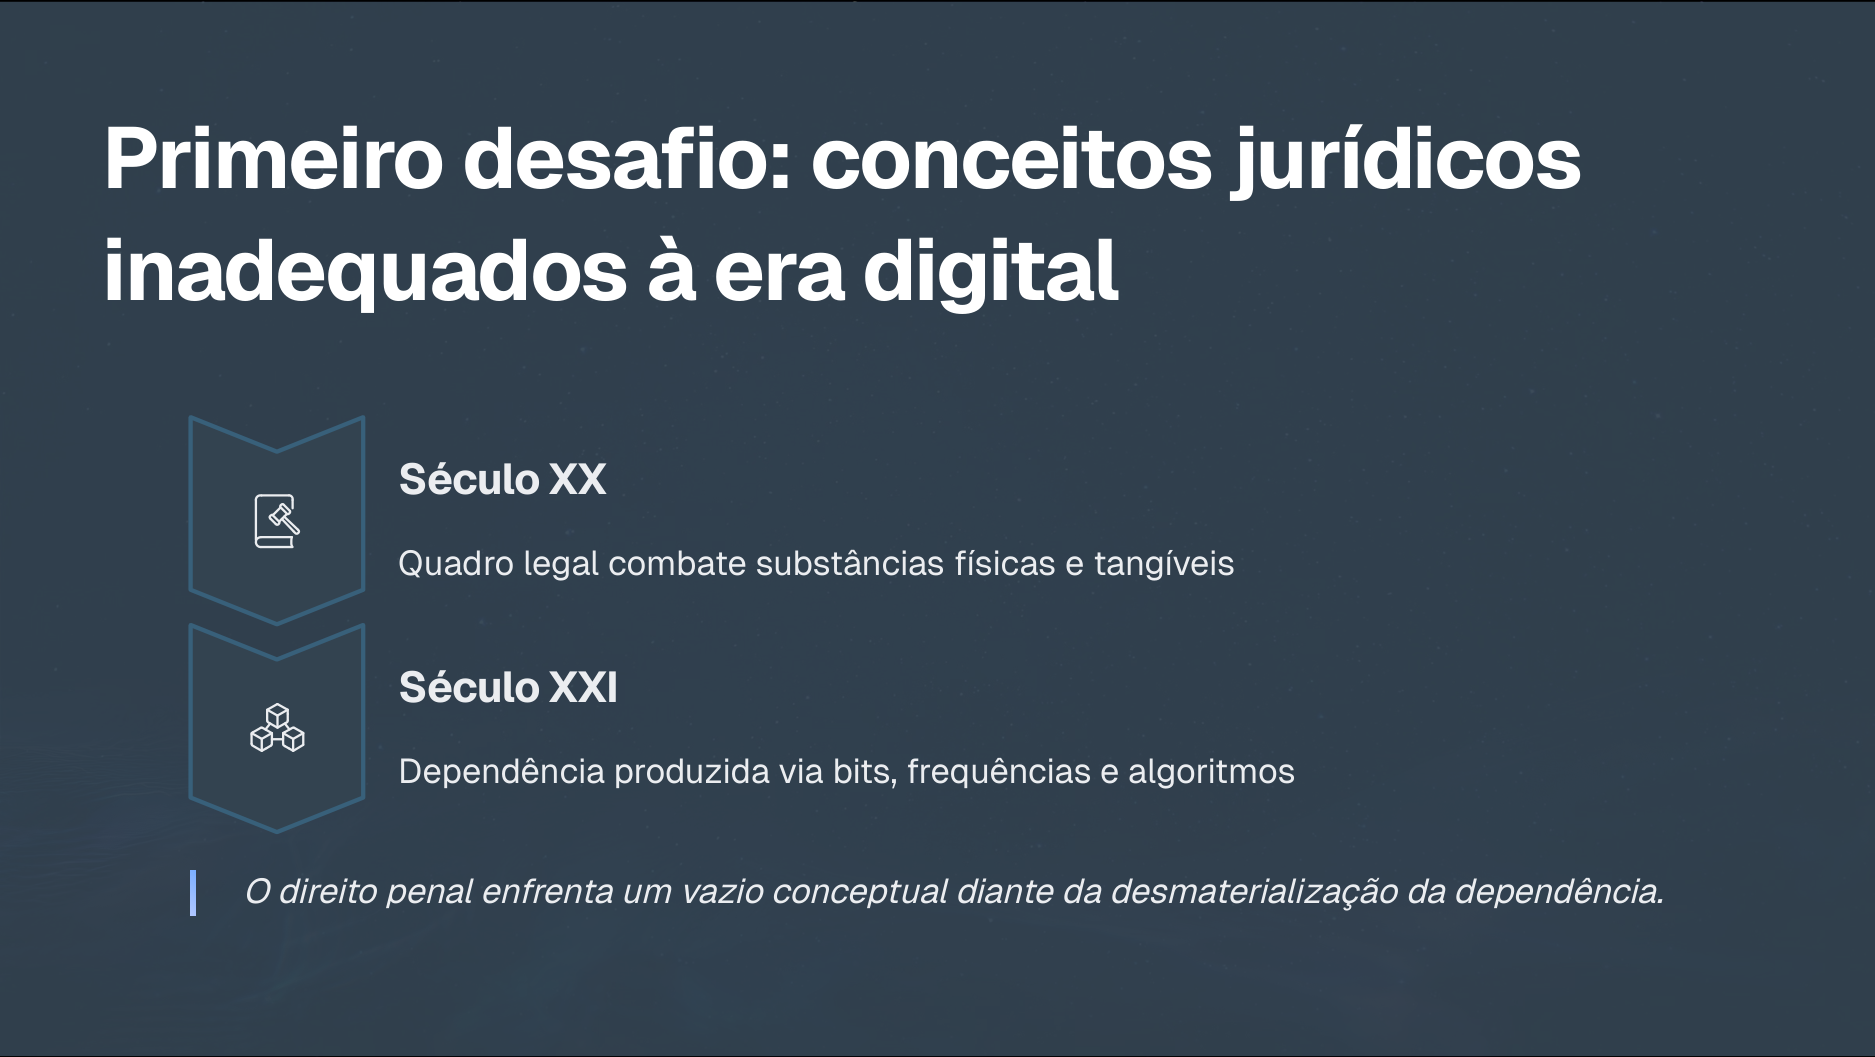 Primeiro desafio: conceitos jurídicos
inadequados à era digital
Século XX
Quadro legal combate substâncias físicas e tangíveis
Século XXI
Dependência produzida via bits, frequências e algoritmos
O direito penal enfrenta um vazio conceptual diante da desmaterialização da dependência.